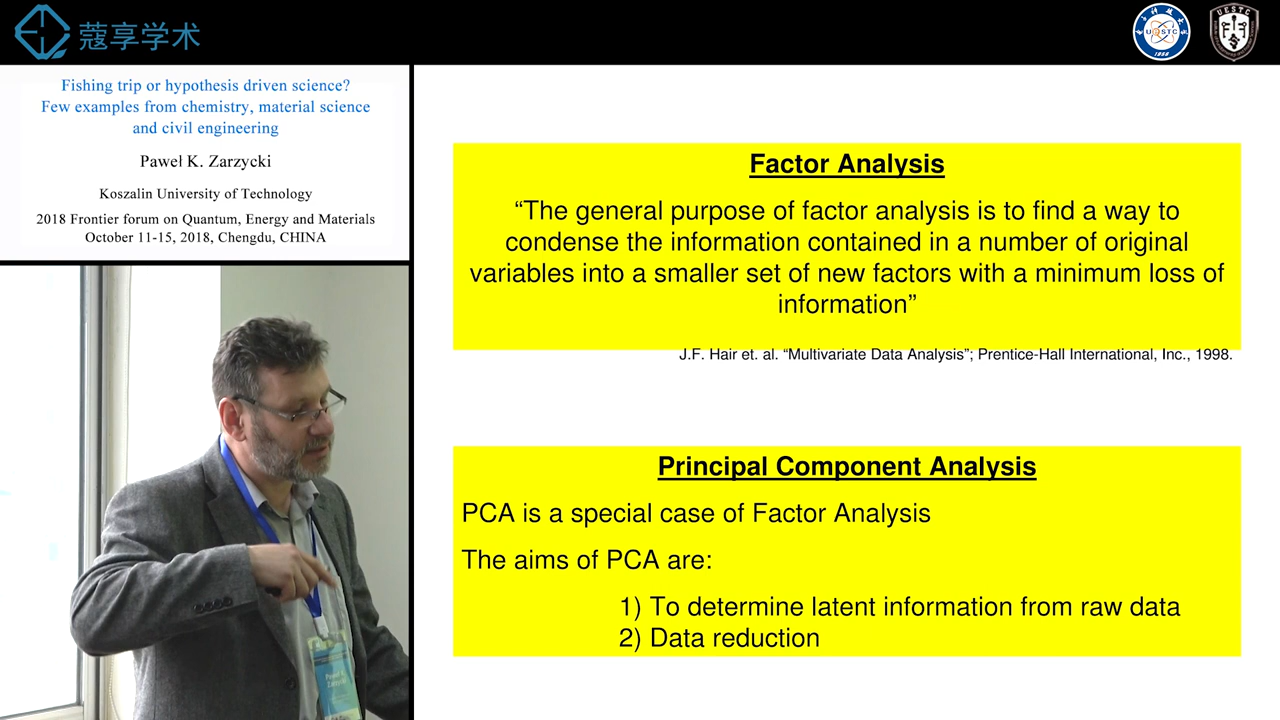 蔻享学术
UESTC
1956
UESTC
Fishing trip or hypothesis driven science?
Few examples from chemistry, material science
and civil engineering
Paweł K. Zarzycki
Koszalin University of Technology
2018 Frontier forum on Quantum, Energy and Materials
October 11-15, 2018, Chengdu, CHINA
Factor Analysis
“The general purpose of factor analysis is to find a way to
condense the information contained in a number of original
variables into a smaller set of new factors with a minimum loss of
information”
J.F. Hair et. al. “Multivariate Data Analysis”; Prentice-Hall International, Inc., 1998.
Principal Component Analysis
PCA is a special case of Factor Analysis
The aims of PCA are:
1) To determine latent information from raw data
2) Data reduction
Paweł K.
Zarzycki